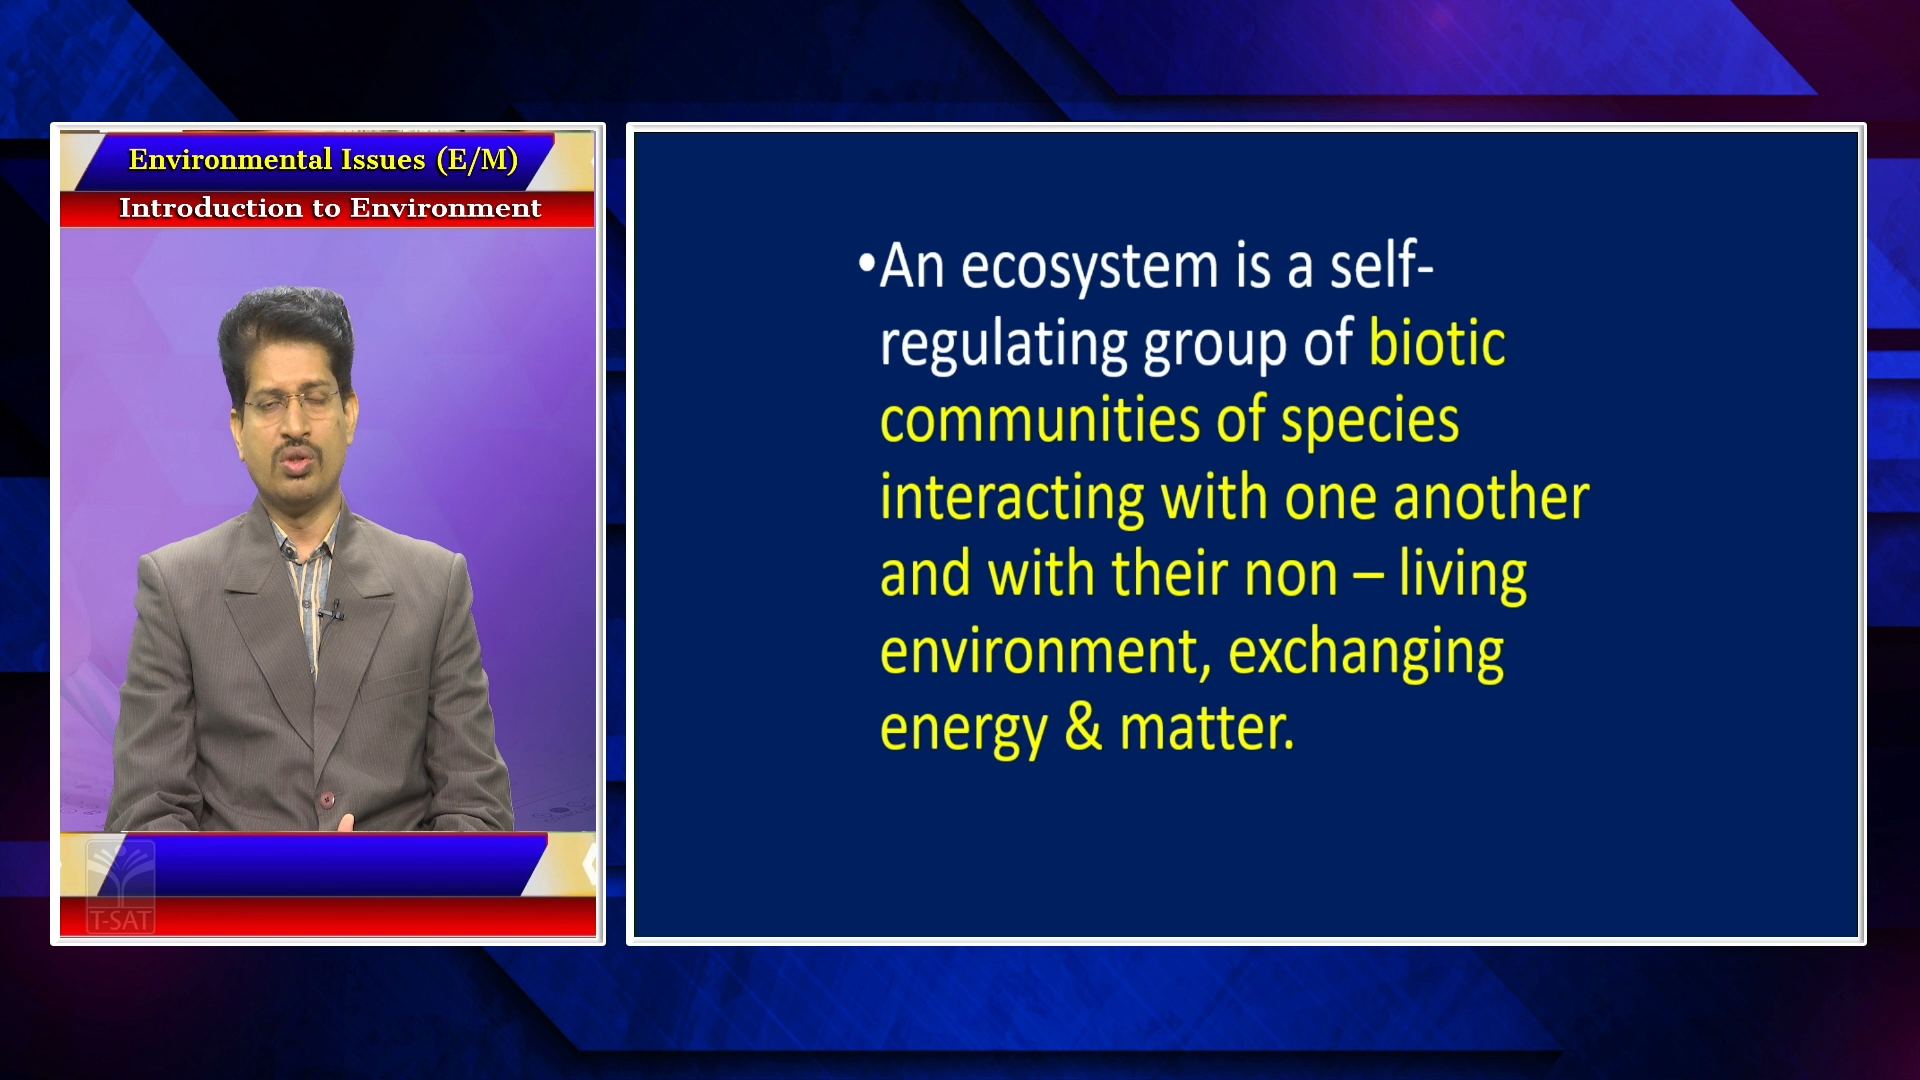 Environmental Issues (E/M)
Introduction to Environment
•An ecosystem is a self-
regulating group of biotic
communities of species
interacting with one another
and with their non – living
environment, exchanging
energy & matter.
T-SAT